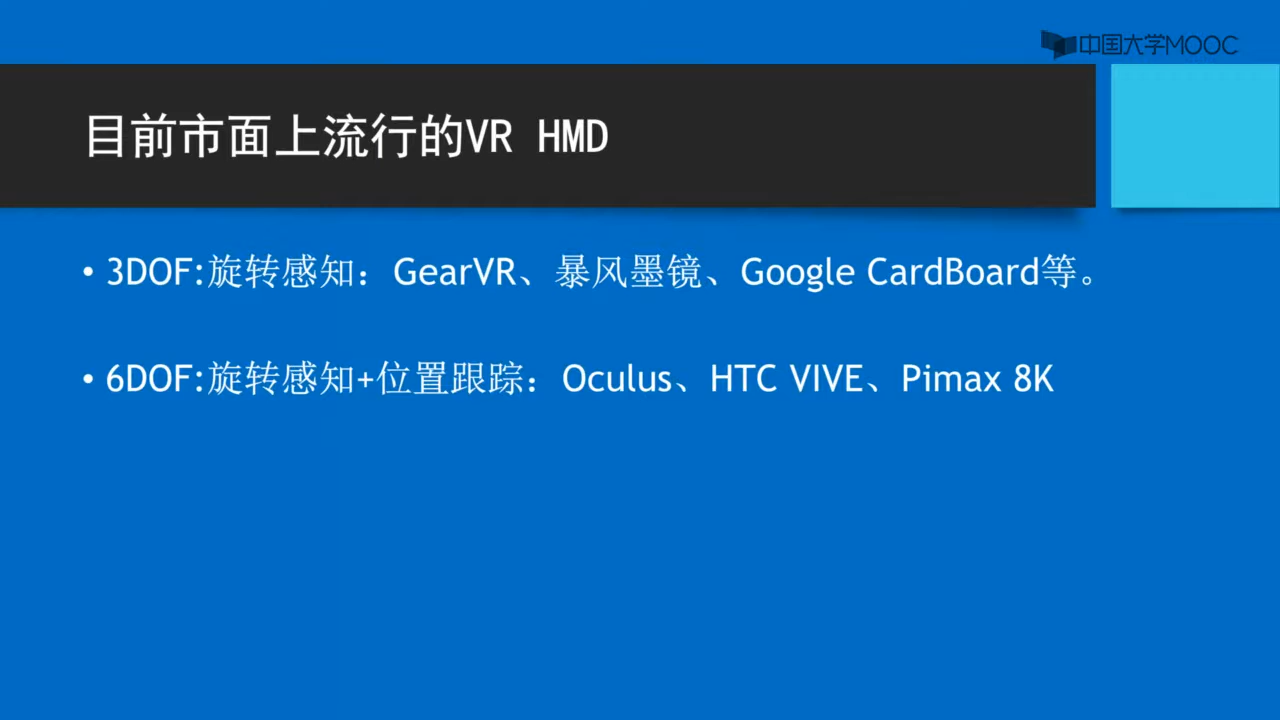 中国大学MOOC
目前市面上流行的VR HMD
• 3DOF:旋转感知：GearVR、暴风墨镜、Google CardBoard等。
• 6DOF:旋转感知+位置跟踪：Oculus、HTC VIVE、Pimax 8K